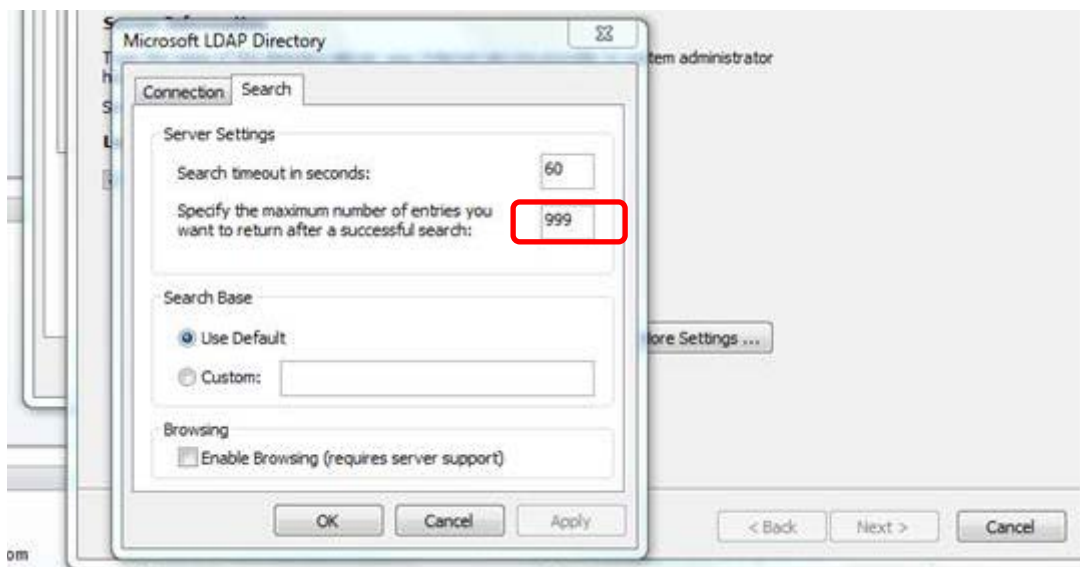 Microsoft LDAP Directory
tem administrator
Connection Search
Server Settings
Search timeout in seconds: 60
Specify the maximum number of entries you
want to return after a successful search: 999
Search Base
Use Default
ore Settings ...
Custom:
Browsing
Enable Browsing (requires server support)
OK Cancel Apply
< Back Next > Cancel
om